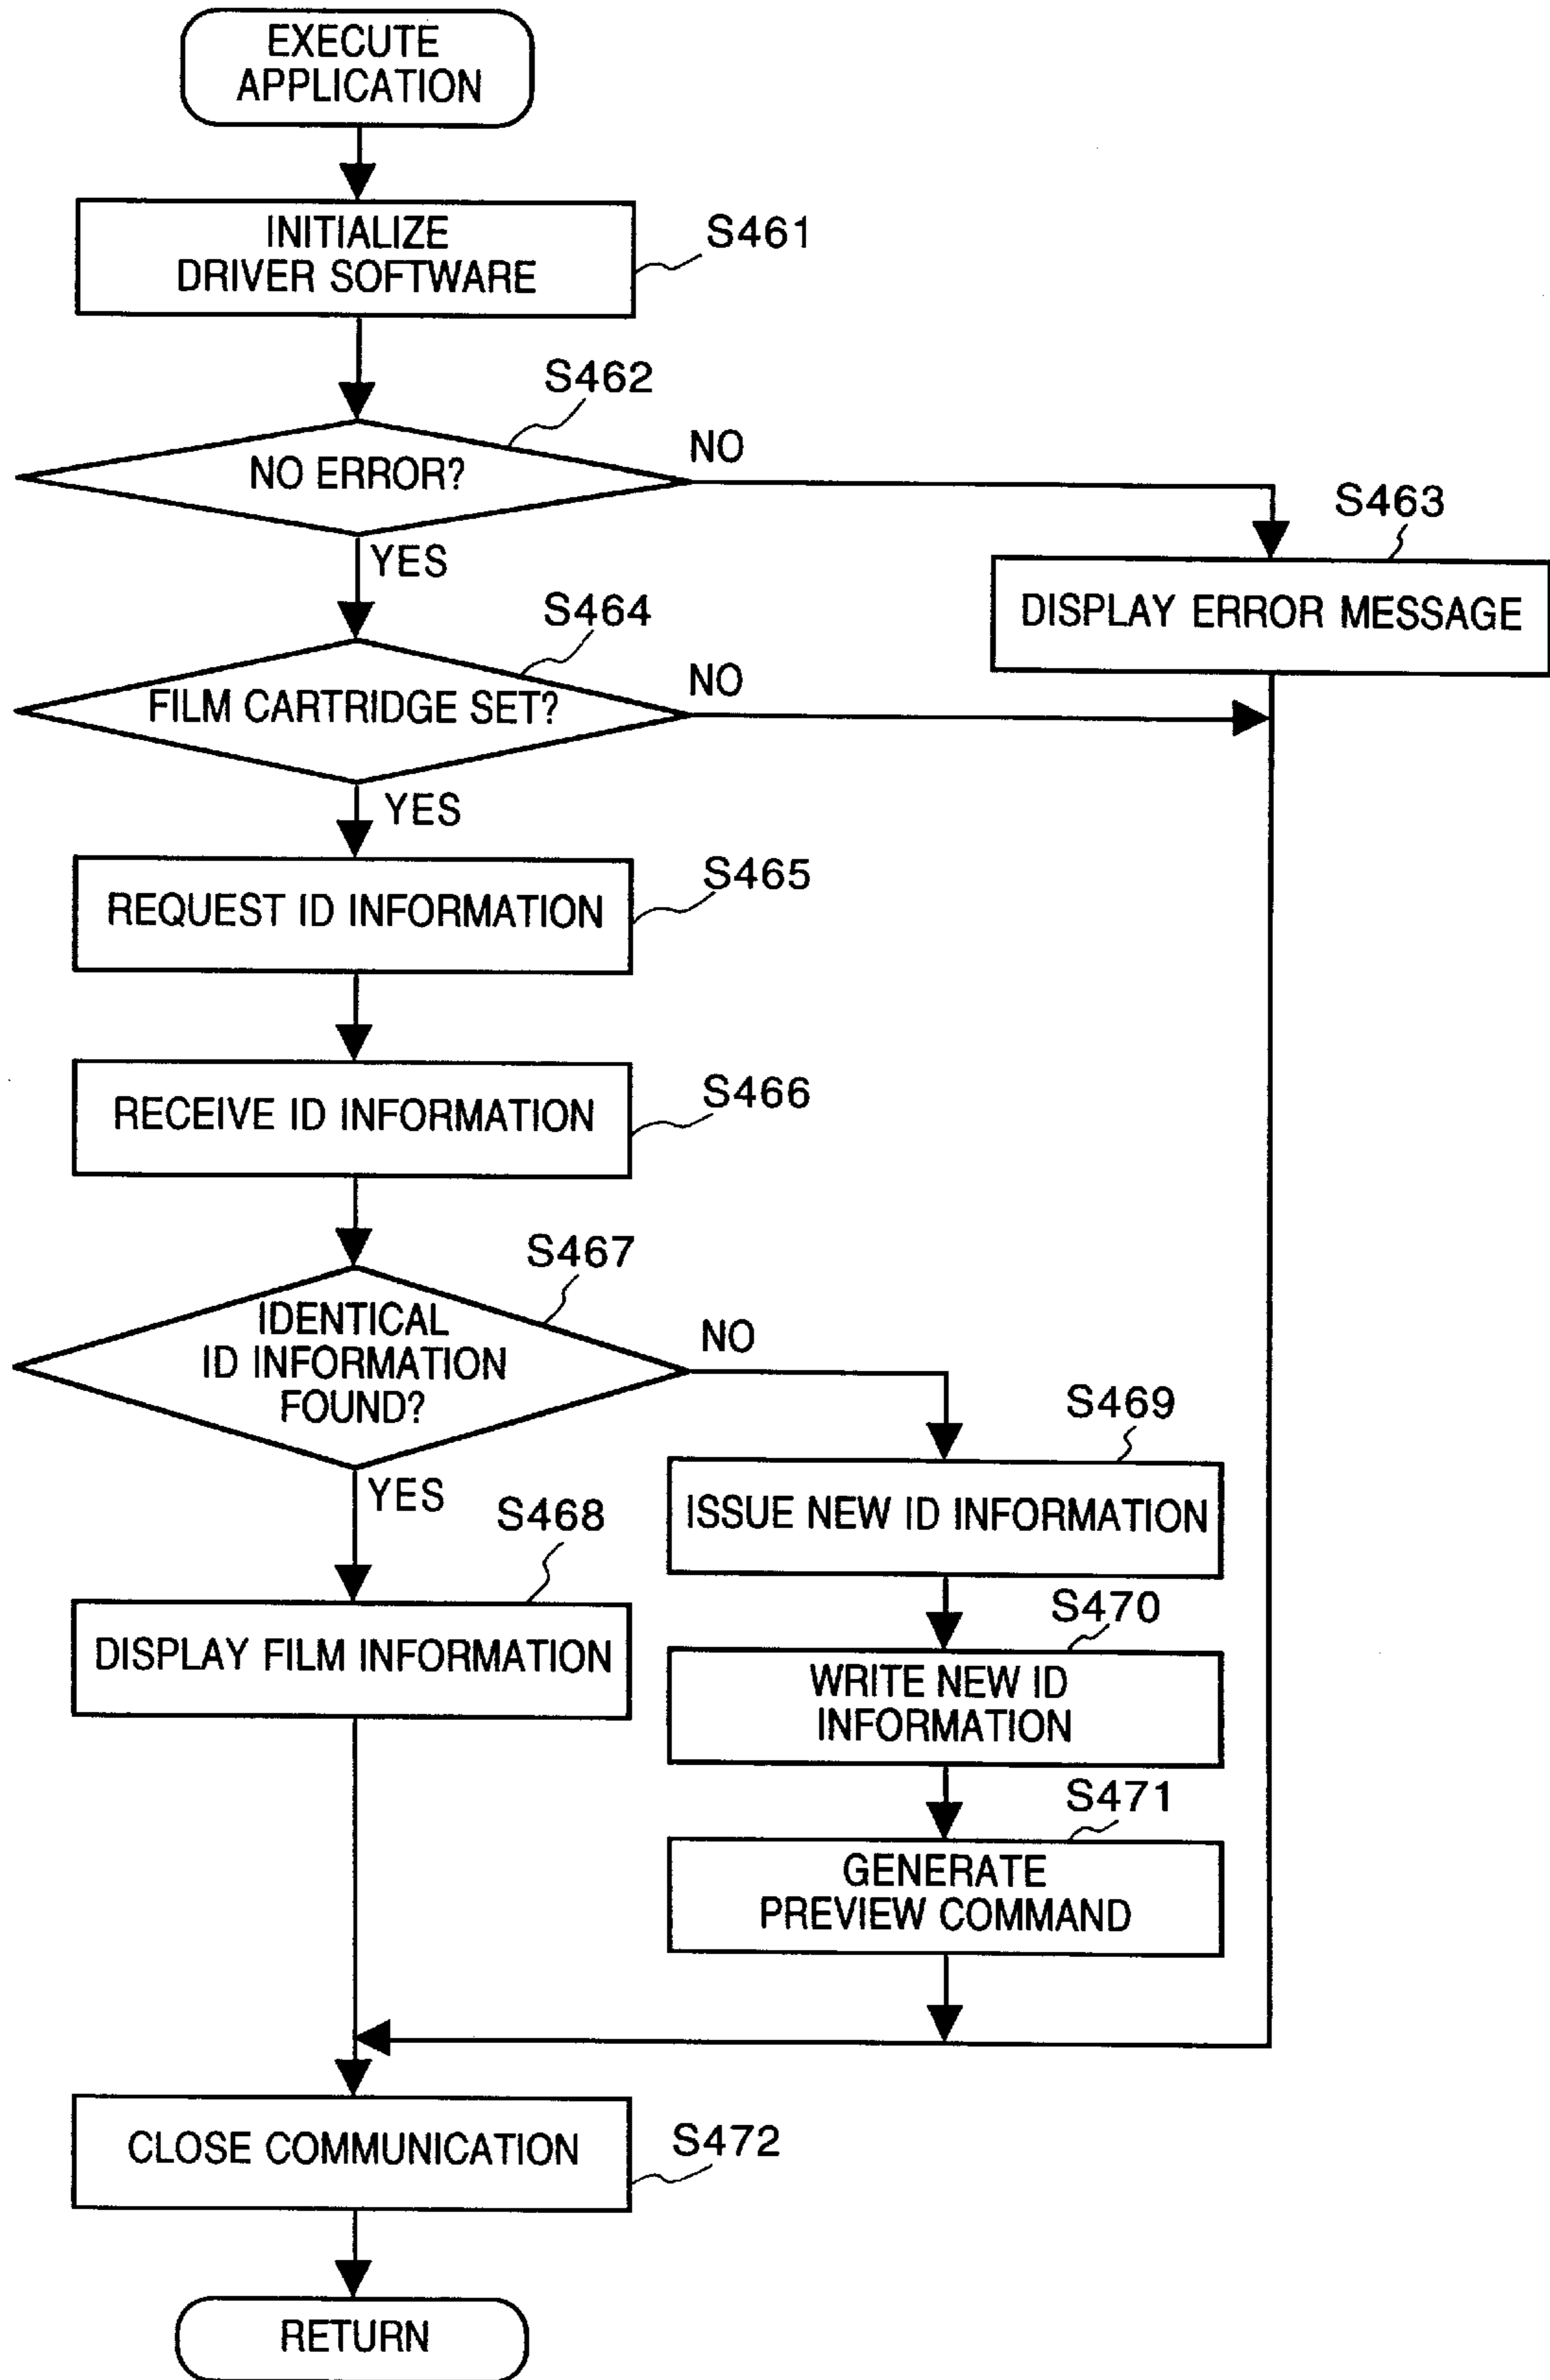 EXECUTE
APPLICATION
INITIALIZE
DRIVER SOFTWARE
S461
S462
NO ERROR?
NO
YES
S463
DISPLAY ERROR MESSAGE
S464
FILM CARTRIDGE SET?
NO
YES
REQUEST ID INFORMATION
S465
RECEIVE ID INFORMATION
S466
S467
IDENTICAL
ID INFORMATION
FOUND?
NO
YES
S468
DISPLAY FILM INFORMATION
S469
ISSUE NEW ID INFORMATION
S470
WRITE NEW ID
INFORMATION
S471
GENERATE
PREVIEW COMMAND
CLOSE COMMUNICATION
S472
RETURN